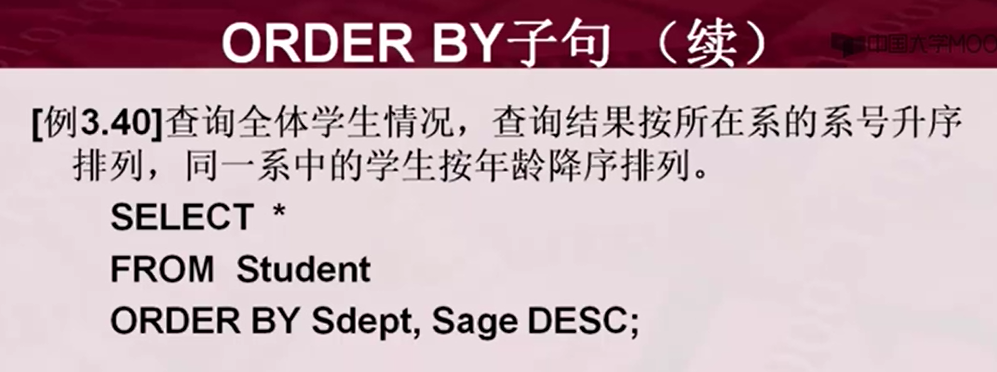 ORDER BY子句 （续）
中国大学MOOC
[例3.40]查询全体学生情况，查询结果按所在系的系号升序
排列，同一系中的学生按年龄降序排列。
SELECT *
FROM Student
ORDER BY Sdept, Sage DESC;